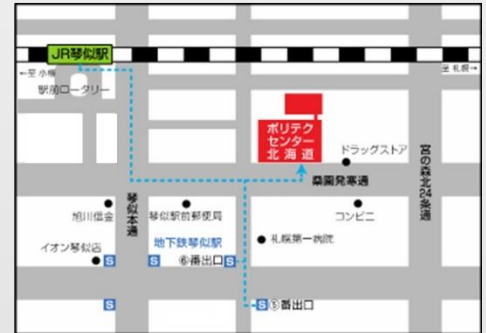 JR琴似駅
←至 小樽
至 札幌→
駅前ロータリー
ポリテク
センター
北海道
ドラッグストア
宮の森北24条通
桑園発寒通
旭川信金
琴似本通
琴似駅前郵便局
コンビニ
イオン琴似店
地下鉄琴似駅
札幌第一病院
S
S
⑥番出口
S
S
S
⑤番出口